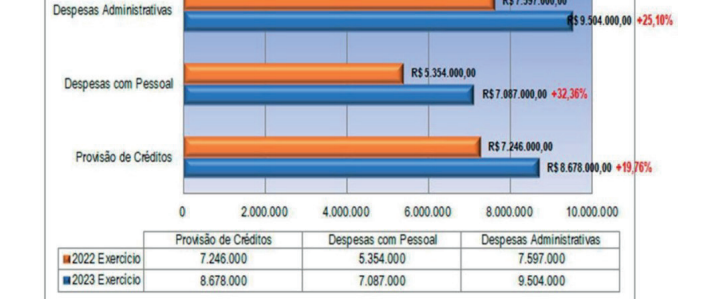 R$ 7.597.000,00
Despesas Administrativas
R$ 9.504.000,00 +25,10%
R$ 5.354.000,00
Despesas com Pessoal
R$ 7.087.000,00 +32,36%
R$ 7.246.000,00
Provisão de Créditos
R$ 8.678.000,00 +19,76%
0 2.000.000 4.000.000 6.000.000 8.000.000 10.000.000
Provisão de Créditos Despesas com Pessoal Despesas Administrativas
2022 Exercício 7.246.000 5.354.000 7.597.000
2023 Exercício 8.678.000 7.087.000 9.504.000